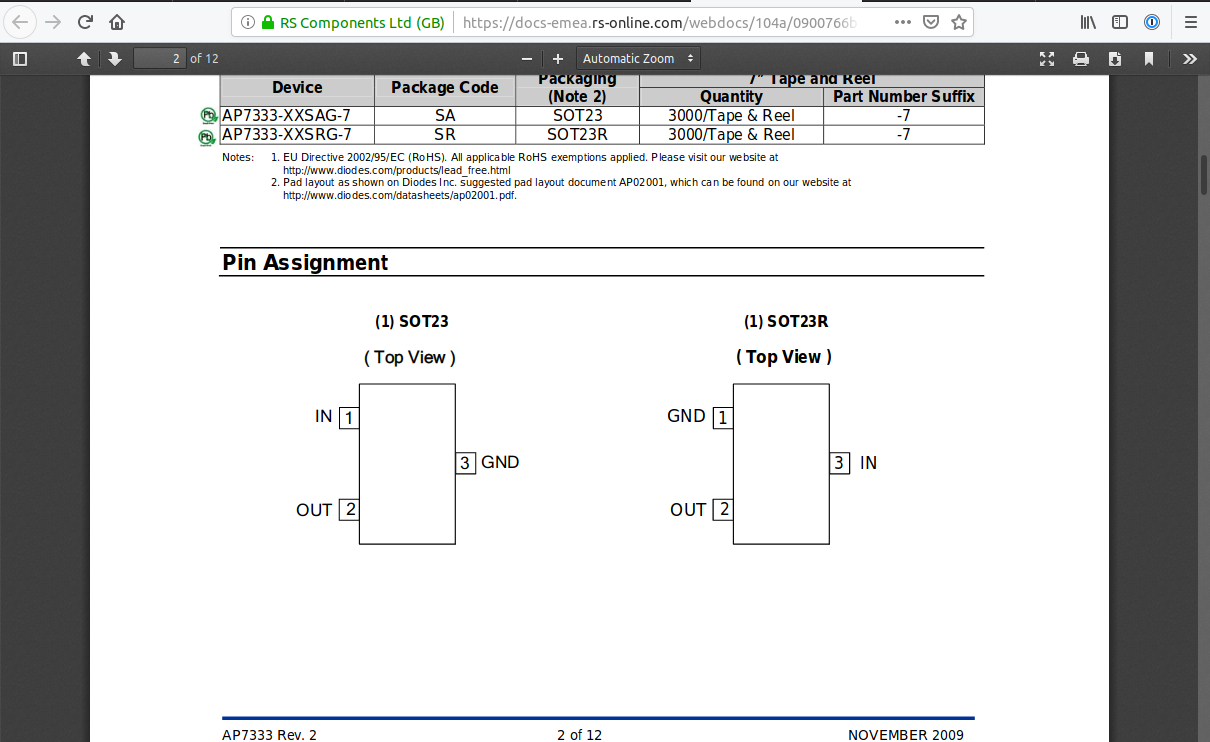 RS Components Ltd (GB) https://docs-emea.rs-online.com/webdocs/104a/0900766b
2 of 12 Automatic Zoom
Device Package Code Packaging (Note 2) 7" Tape and Reel
Quantity Part Number Suffix
Pb AP7333-XXSAG-7 SA SOT23 3000/Tape & Reel -7
Pb AP7333-XXSRG-7 SR SOT23R 3000/Tape & Reel -7
Notes: 1. EU Directive 2002/95/EC (RoHS). All applicable RoHS exemptions applied. Please visit our website at
http://www.diodes.com/products/lead_free.html
2. Pad layout as shown on Diodes Inc. suggested pad layout document AP02001, which can be found on our website at
http://www.diodes.com/datasheets/ap02001.pdf.
Pin Assignment
(1) SOT23
( Top View )
IN 1
3 GND
OUT 2
(1) SOT23R
( Top View )
GND 1
3 IN
OUT 2
AP7333 Rev. 2 2 of 12 NOVEMBER 2009